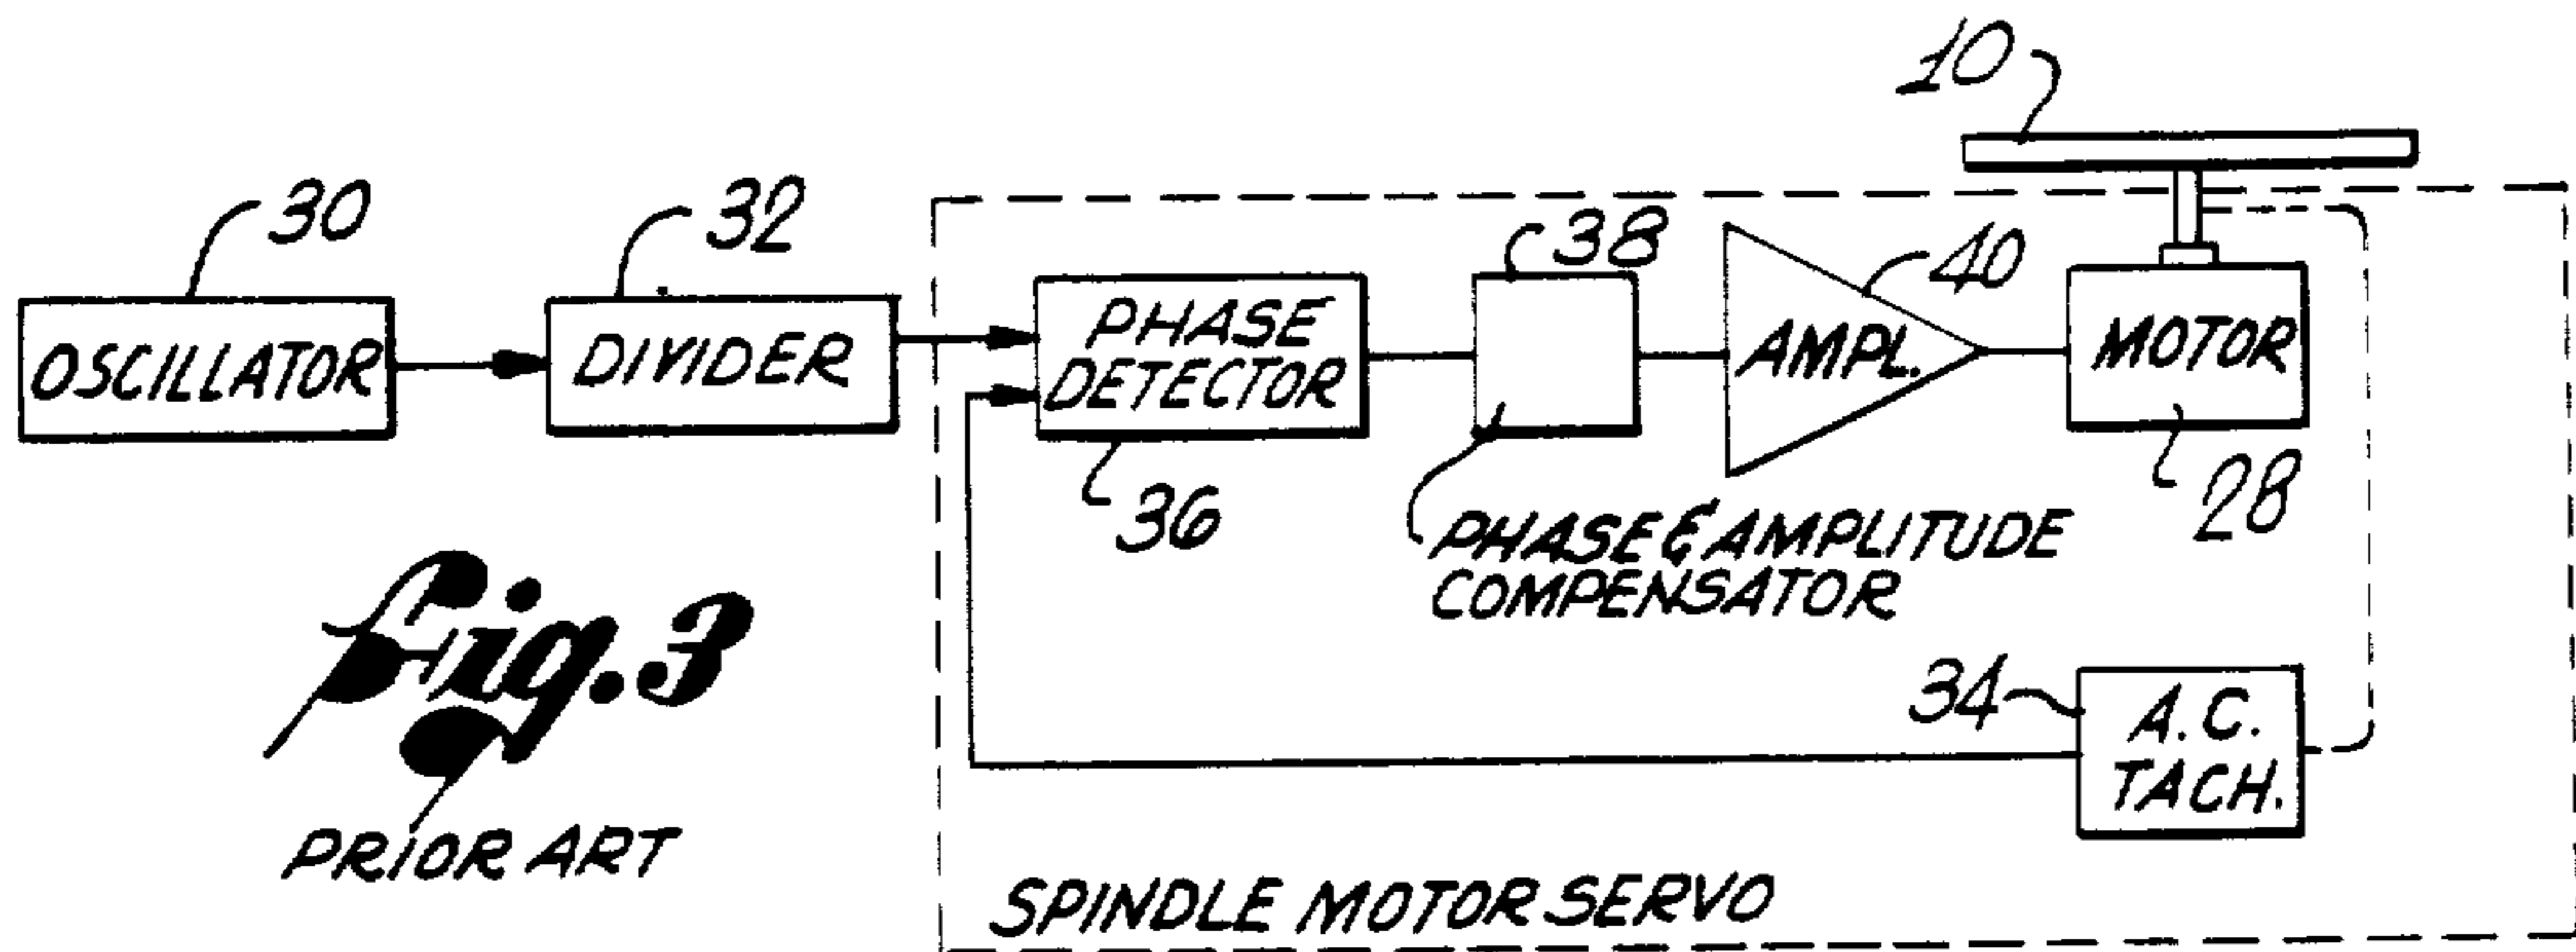 10
30
32
38
40
OSCILLATOR
DIVIDER
PHASE
DETECTOR
AMPL.
MOTOR
36
28
PHASE & AMPLITUDE
COMPENSATOR
Fig. 3
PRIOR ART
34
A.C.
TACH.
SPINDLE MOTOR SERVO